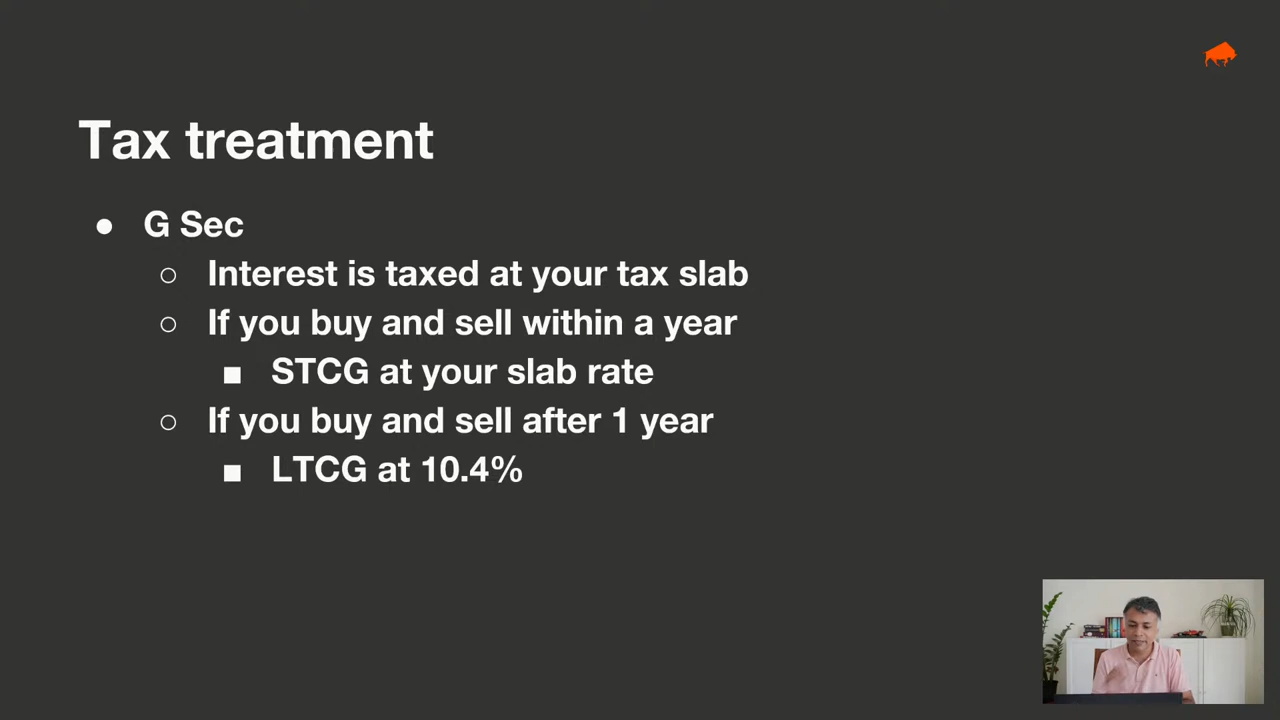 Tax treatment
● G Sec
○ Interest is taxed at your tax slab
○ If you buy and sell within a year
■ STCG at your slab rate
○ If you buy and sell after 1 year
■ LTCG at 10.4%